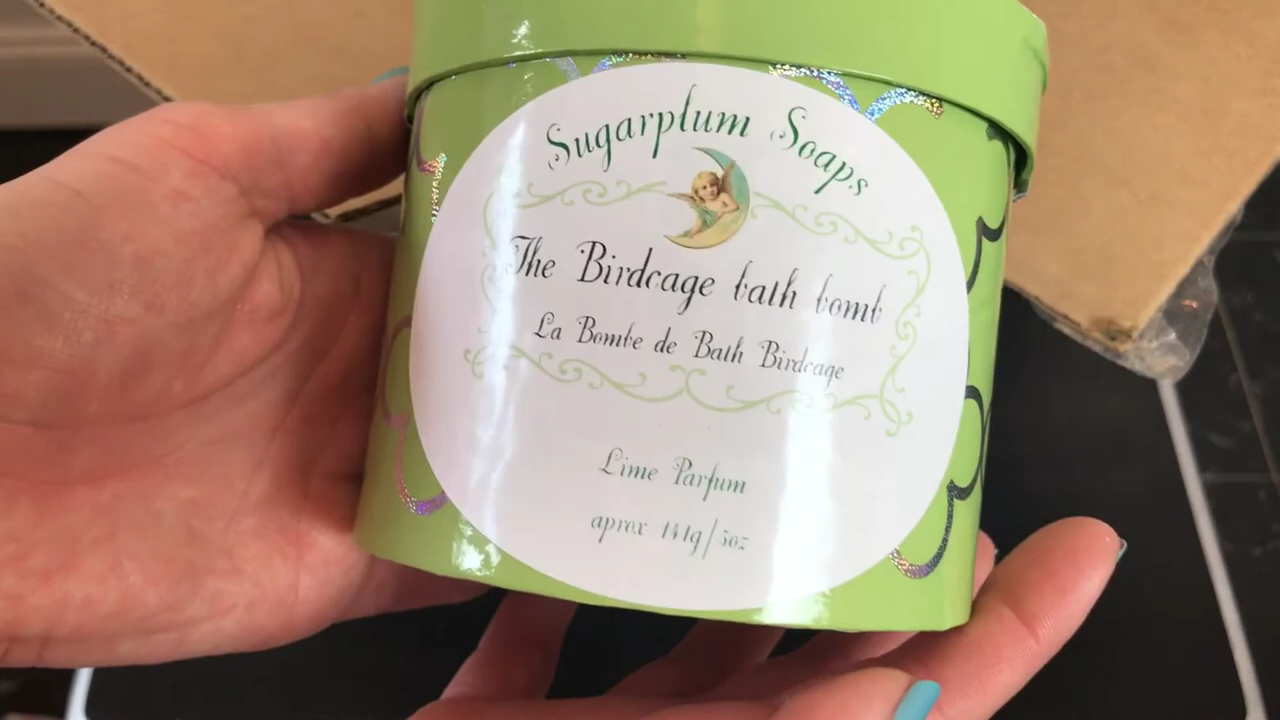 Sugarplum Soaps
The Birdcage bath bomb
La Bombe de Bath Birdcage
Lime Parfum
aprox 141g/5oz